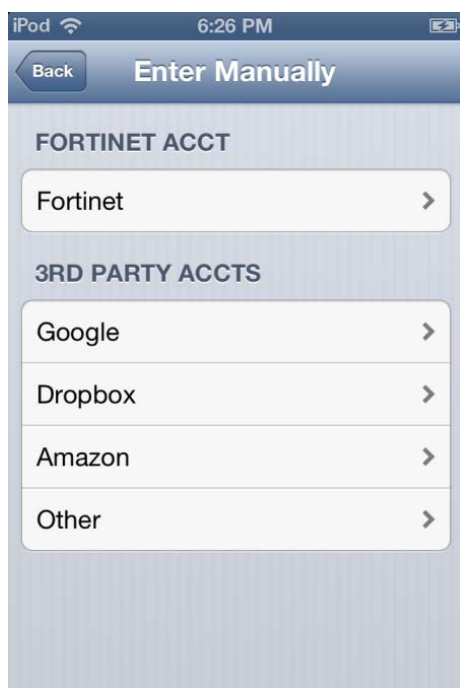 iPod 6:26 PM
Back Enter Manually
FORTINET ACCT
Fortinet
3RD PARTY ACCTS
Google
Dropbox
Amazon
Other